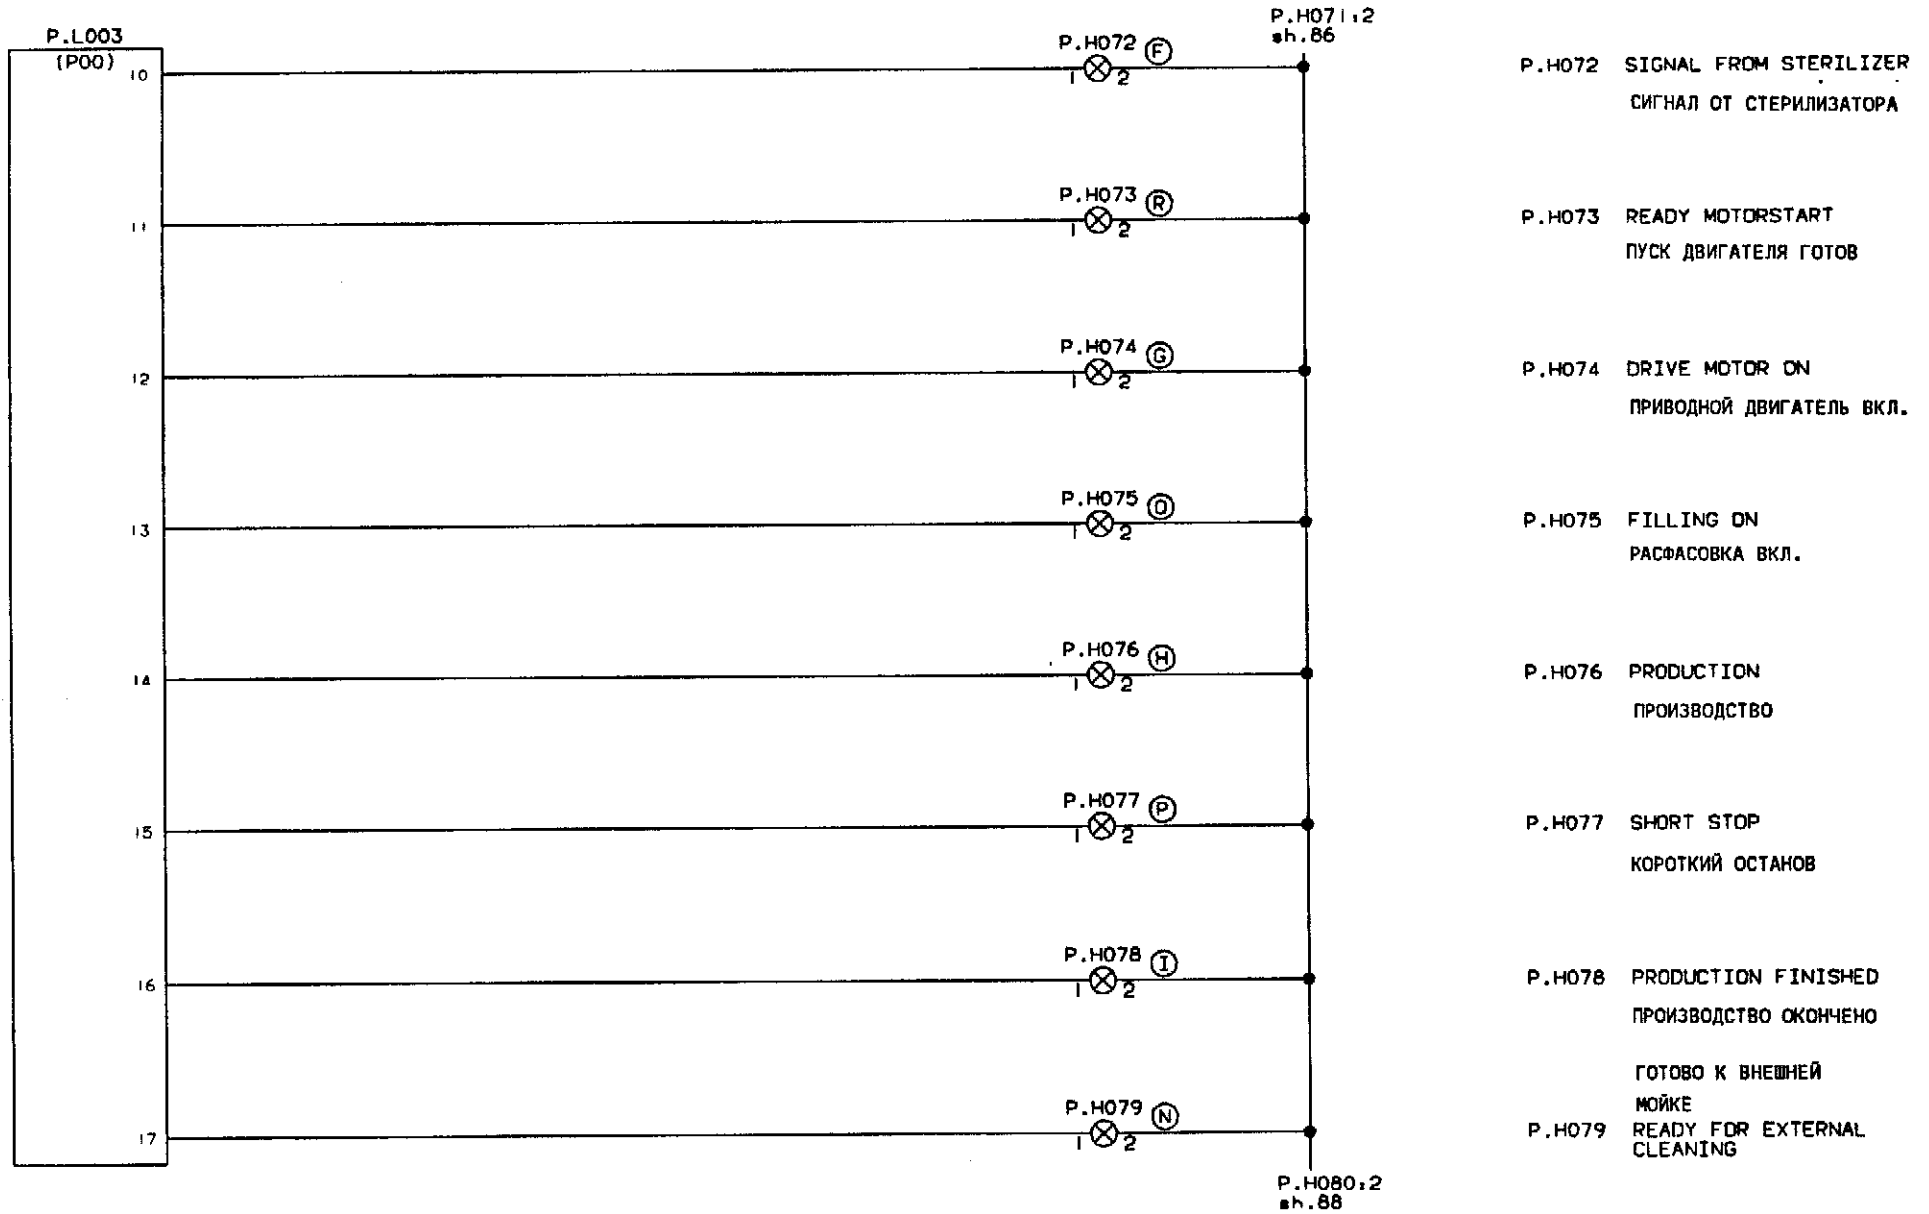 P.L003
(P00)
P.H071:2
sh.86
10
P.H072 F
1 2
P.H072 SIGNAL FROM STERILIZER
СИГНАЛ ОТ СТЕРИЛИЗАТОРА
11
P.H073 R
1 2
P.H073 READY MOTORSTART
ПУСК ДВИГАТЕЛЯ ГОТОВ
12
P.H074 G
1 2
P.H074 DRIVE MOTOR ON
ПРИВОДНОЙ ДВИГАТЕЛЬ ВКЛ.
13
P.H075 O
1 2
P.H075 FILLING ON
РАСФАСОВКА ВКЛ.
14
P.H076 H
1 2
P.H076 PRODUCTION
ПРОИЗВОДСТВО
15
P.H077 P
1 2
P.H077 SHORT STOP
КОРОТКИЙ ОСТАНОВ
16
P.H078 I
1 2
P.H078 PRODUCTION FINISHED
ПРОИЗВОДСТВО ОКОНЧЕНО
17
P.H079 N
1 2
ГОТОВО К ВНЕШНЕЙ
МОЙКЕ
P.H079 READY FOR EXTERNAL
CLEANING
P.H080:2
sh.88